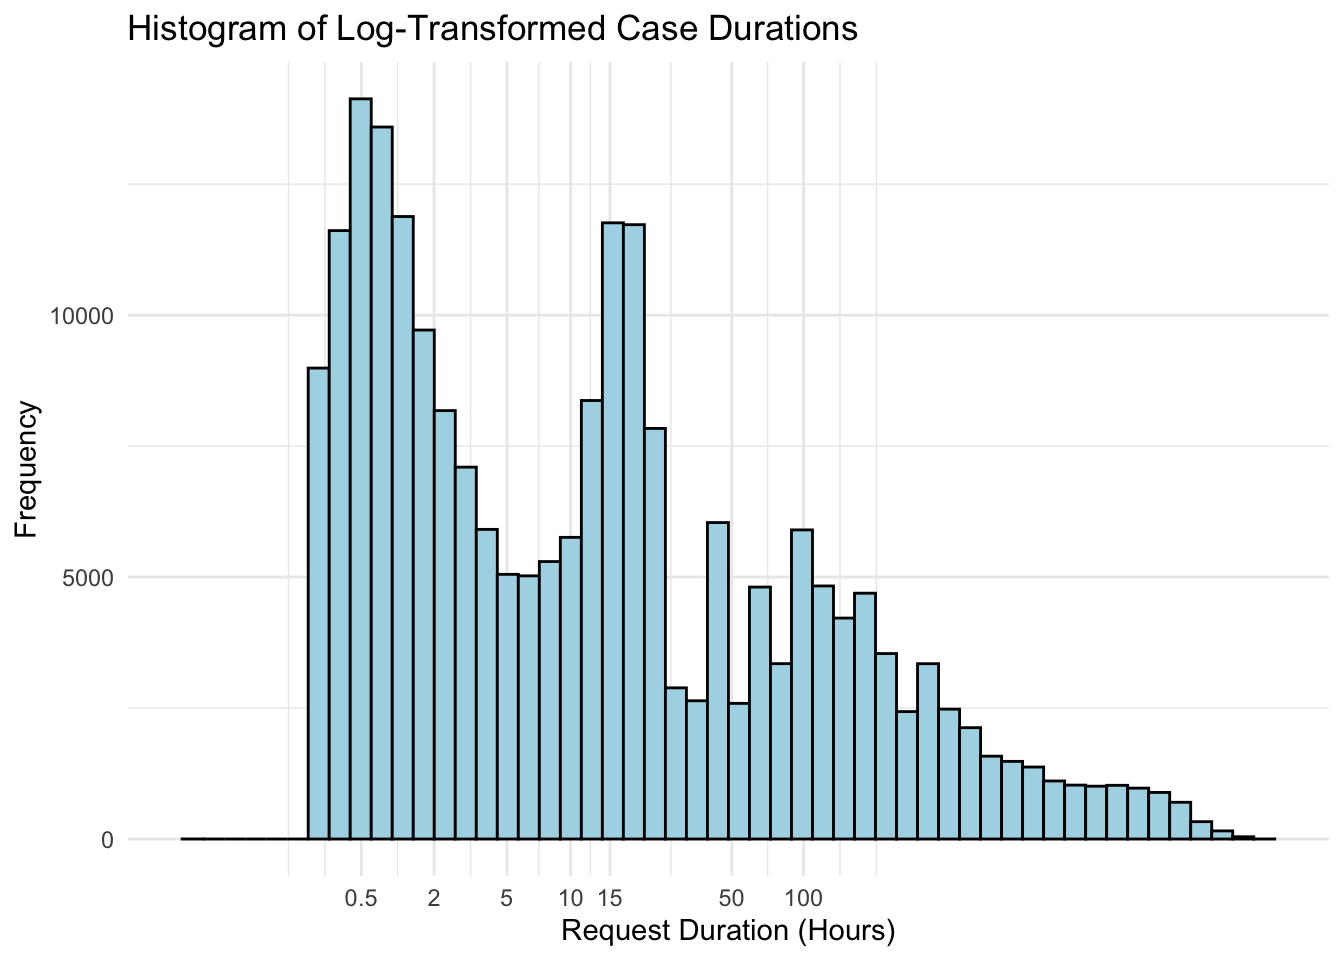 Histogram of Log-Transformed Case Durations
Frequency
10000
5000
0
0.5 2 5 10 15 50 100
Request Duration (Hours)